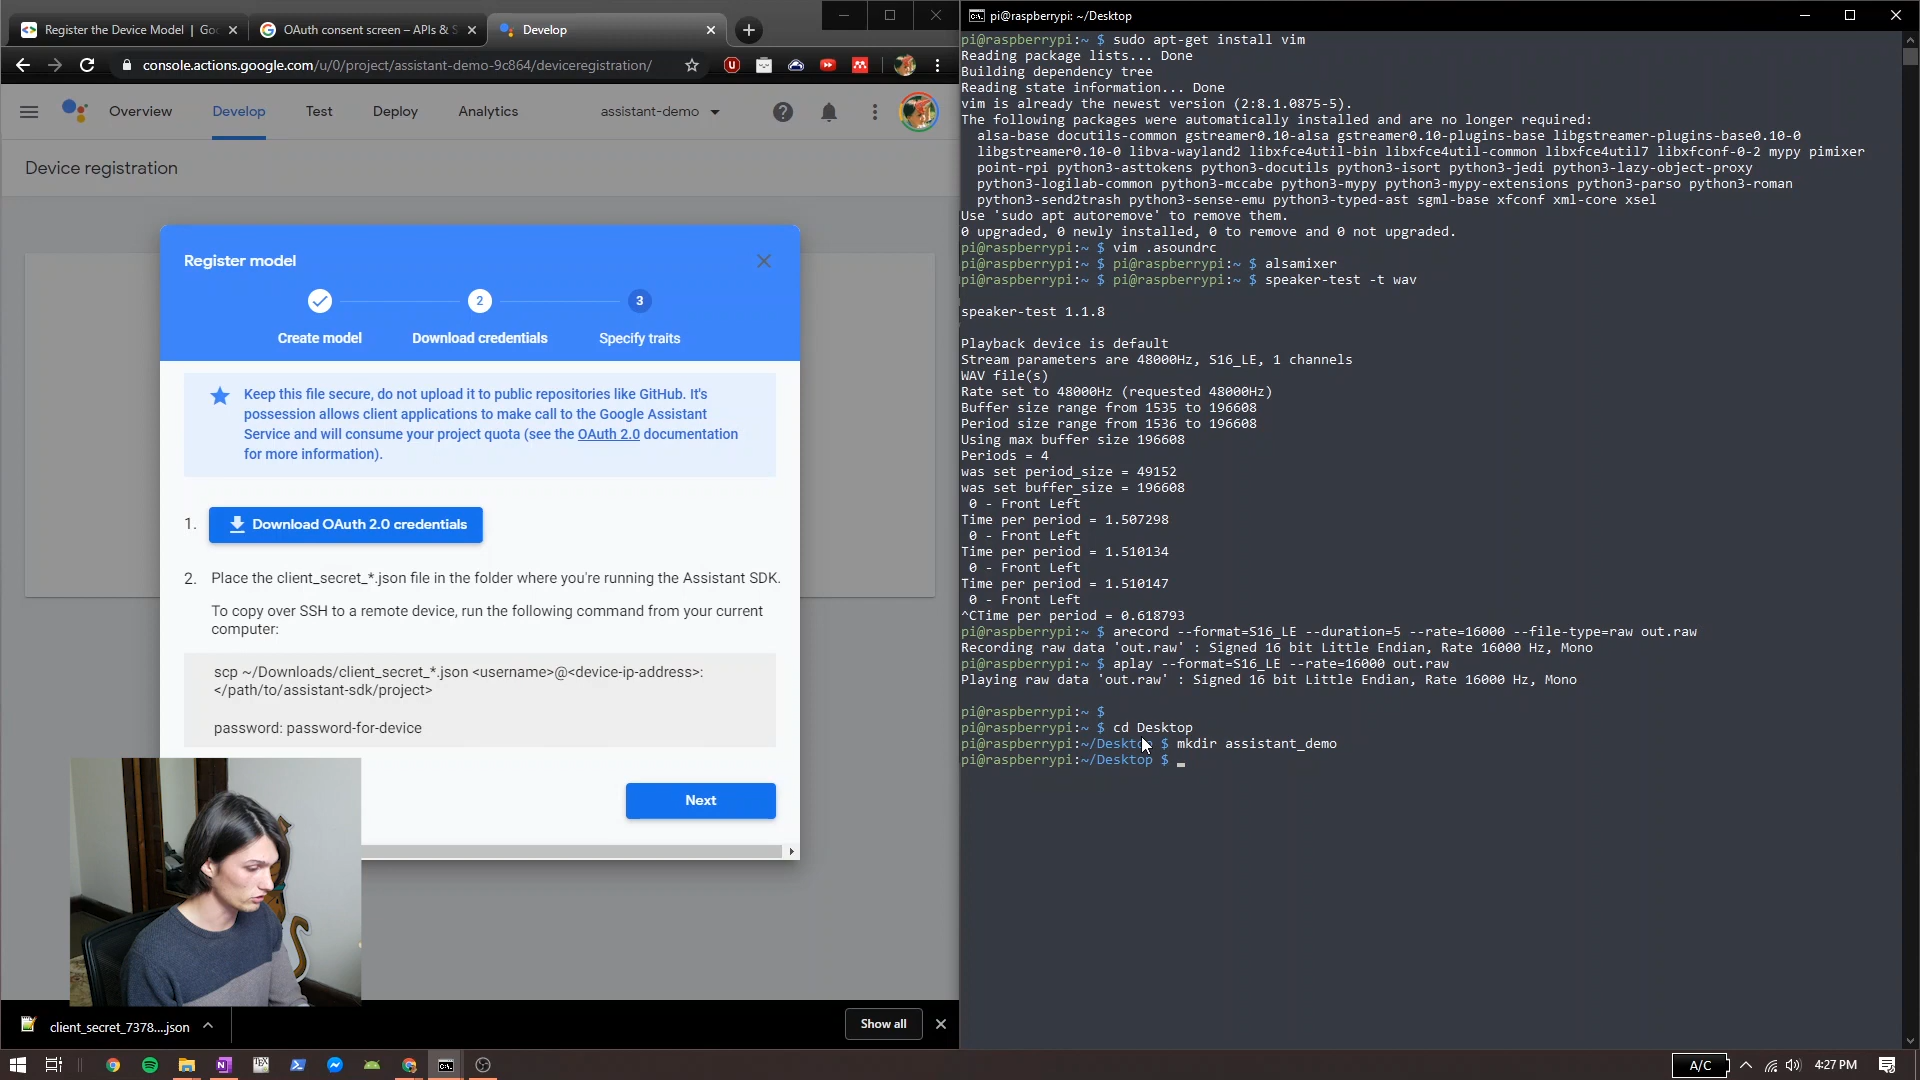 Register the Device Model | Goo
OAuth consent screen – APIs & S
Develop
console.actions.google.com/u/0/project/assistant-demo-9c864/deviceregistration/
Overview
Develop
Test
Deploy
Analytics
assistant-demo
Device registration
Register model
2
3
Create model
Download credentials
Specify traits
Keep this file secure, do not upload it to public repositories like GitHub. It's
possession allows client applications to make call to the Google Assistant
Service and will consume your project quota (see the OAuth 2.0 documentation
for more information).
1.
Download OAuth 2.0 credentials
2. Place the client_secret_*.json file in the folder where you're running the Assistant SDK.
To copy over SSH to a remote device, run the following command from your current
computer:
scp ~/Downloads/client_secret_*.json <username>@<device-ip-address>:
</path/to/assistant-sdk/project>
password: password-for-device
Next
client_secret_7378....json
Show all
pi@raspberrypi: ~/Desktop
pi@raspberrypi:~ $ sudo apt-get install vim
Reading package lists... Done
Building dependency tree
Reading state information... Done
vim is already the newest version (2:8.1.0875-5).
The following packages were automatically installed and are no longer required:
alsa-base docutils-common gstreamer0.10-alsa gstreamer0.10-plugins-base libgstreamer-plugins-base0.10-0
libgstreamer0.10-0 libva-wayland2 libxfce4util-bin libxfce4util-common libxfce4util7 libxfconf-0-2 mypy pimixer
point-rpi python3-asttokens python3-docutils python3-isort python3-jedi python3-lazy-object-proxy
python3-logilab-common python3-mccabe python3-mypy python3-mypy-extensions python3-parso python3-roman
python3-send2trash python3-sense-emu python3-typed-ast sgml-base xfconf xml-core xsel
Use 'sudo apt autoremove' to remove them.
0 upgraded, 0 newly installed, 0 to remove and 0 not upgraded.
pi@raspberrypi:~ $ vim .asoundrc
pi@raspberrypi:~ $ pi@raspberrypi:~ $ alsamixer
pi@raspberrypi:~ $ pi@raspberrypi:~ $ speaker-test -t wav
speaker-test 1.1.8
Playback device is default
Stream parameters are 48000Hz, S16_LE, 1 channels
WAV file(s)
Rate set to 48000Hz (requested 48000Hz)
Buffer size range from 1535 to 196608
Period size range from 1536 to 196608
Using max buffer size 196608
Periods = 4
was set period_size = 49152
was set buffer_size = 196608
0 - Front Left
Time per period = 1.507298
0 - Front Left
Time per period = 1.510134
0 - Front Left
Time per period = 1.510147
0 - Front Left
^CTime per period = 0.618793
pi@raspberrypi:~ $ arecord --format=S16_LE --duration=5 --rate=16000 --file-type=raw out.raw
Recording raw data 'out.raw' : Signed 16 bit Little Endian, Rate 16000 Hz, Mono
pi@raspberrypi:~ $ aplay --format=S16_LE --rate=16000 out.raw
Playing raw data 'out.raw' : Signed 16 bit Little Endian, Rate 16000 Hz, Mono
pi@raspberrypi:~ $
pi@raspberrypi:~ $ cd Desktop
pi@raspberrypi:~/Desktop $ mkdir assistant_demo
pi@raspberrypi:~/Desktop $
A/C
4:27 PM